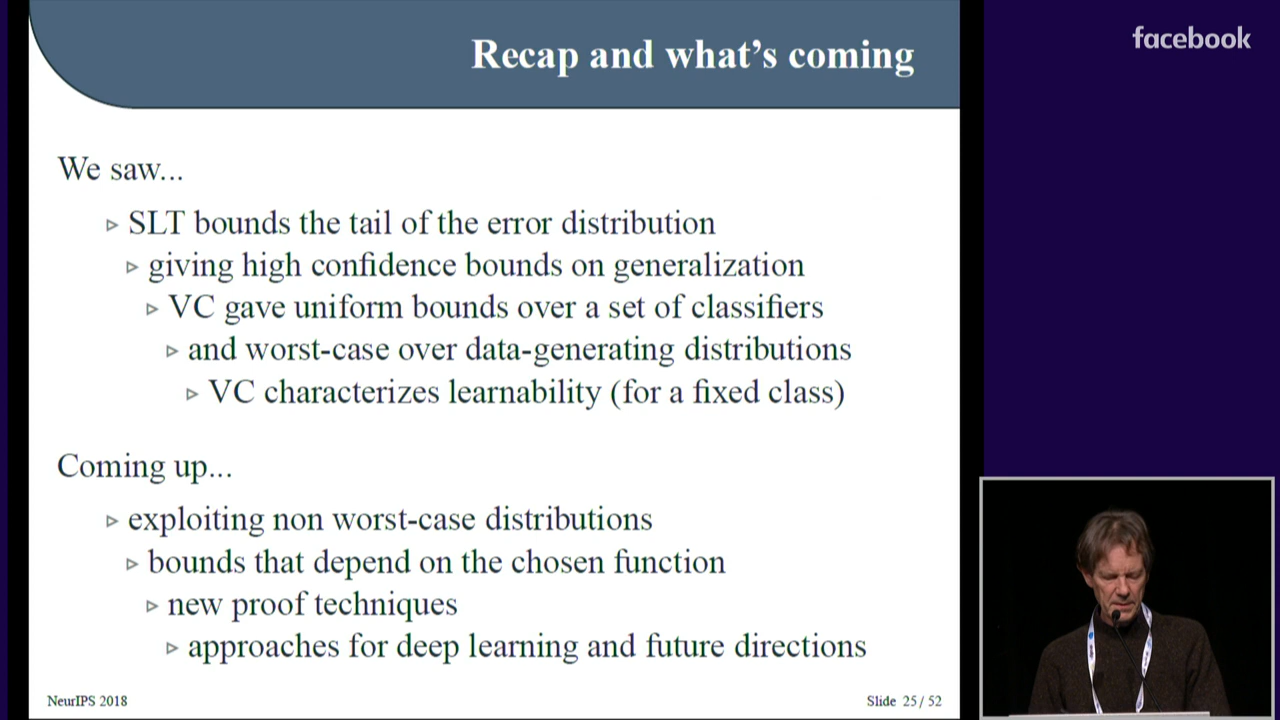 Recap and what's coming
facebook
We saw...
▹ SLT bounds the tail of the error distribution
▹ giving high confidence bounds on generalization
▹ VC gave uniform bounds over a set of classifiers
▹ and worst-case over data-generating distributions
▹ VC characterizes learnability (for a fixed class)
Coming up...
▹ exploiting non worst-case distributions
▹ bounds that depend on the chosen function
▹ new proof techniques
▹ approaches for deep learning and future directions
NeurIPS 2018
Slide 25 / 52